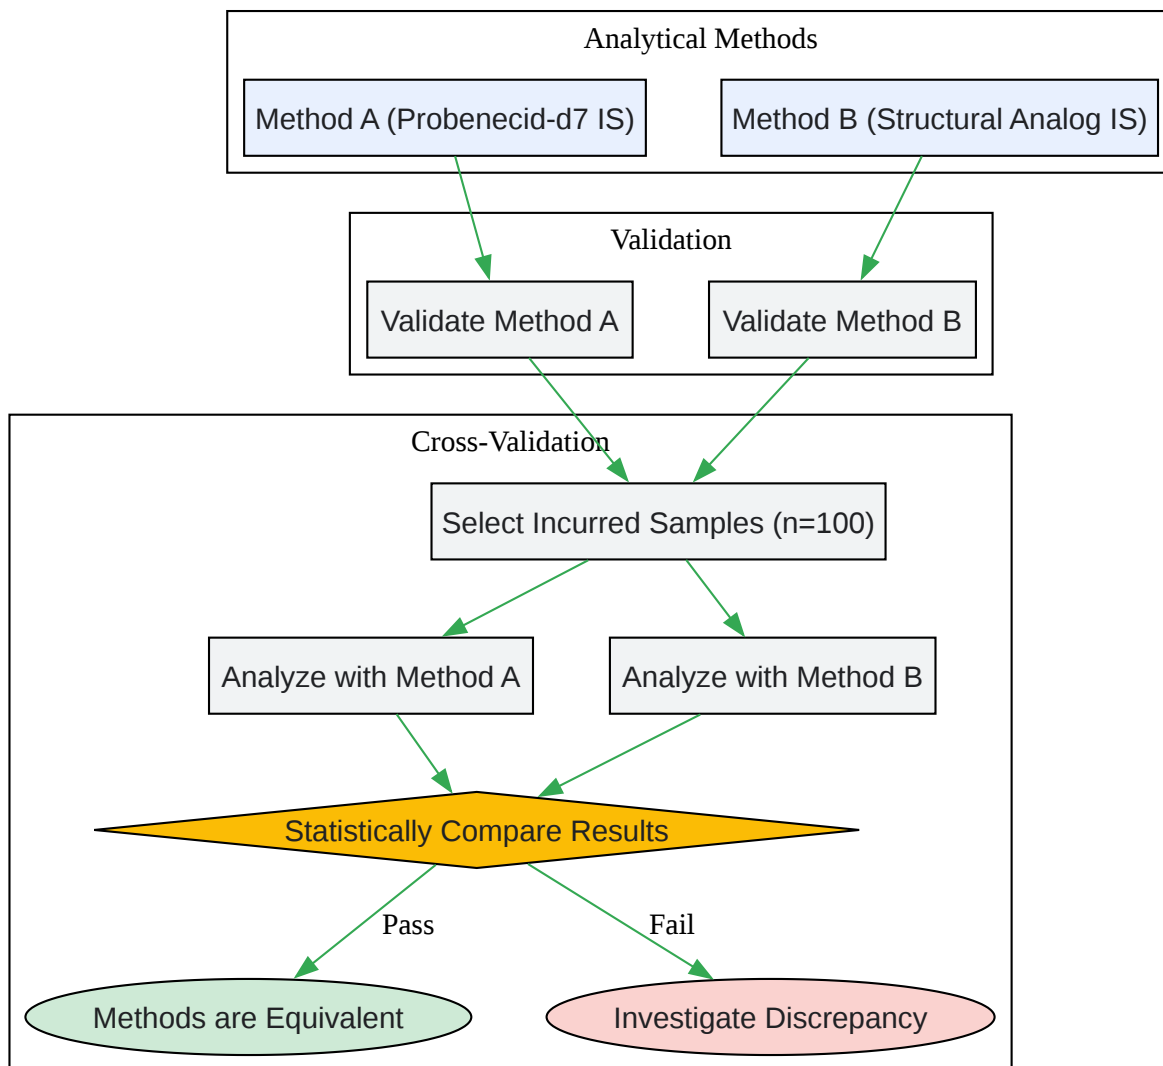 Analytical Methods
Method A (Probenecid-d7 IS)
Method B (Structural Analog IS)
Validation
Validate Method A
Validate Method B
Cross-Validation
Select Incurred Samples (n=100)
Analyze with Method A
Analyze with Method B
Statistically Compare Results
Pass
Fail
Methods are Equivalent
Investigate Discrepancy